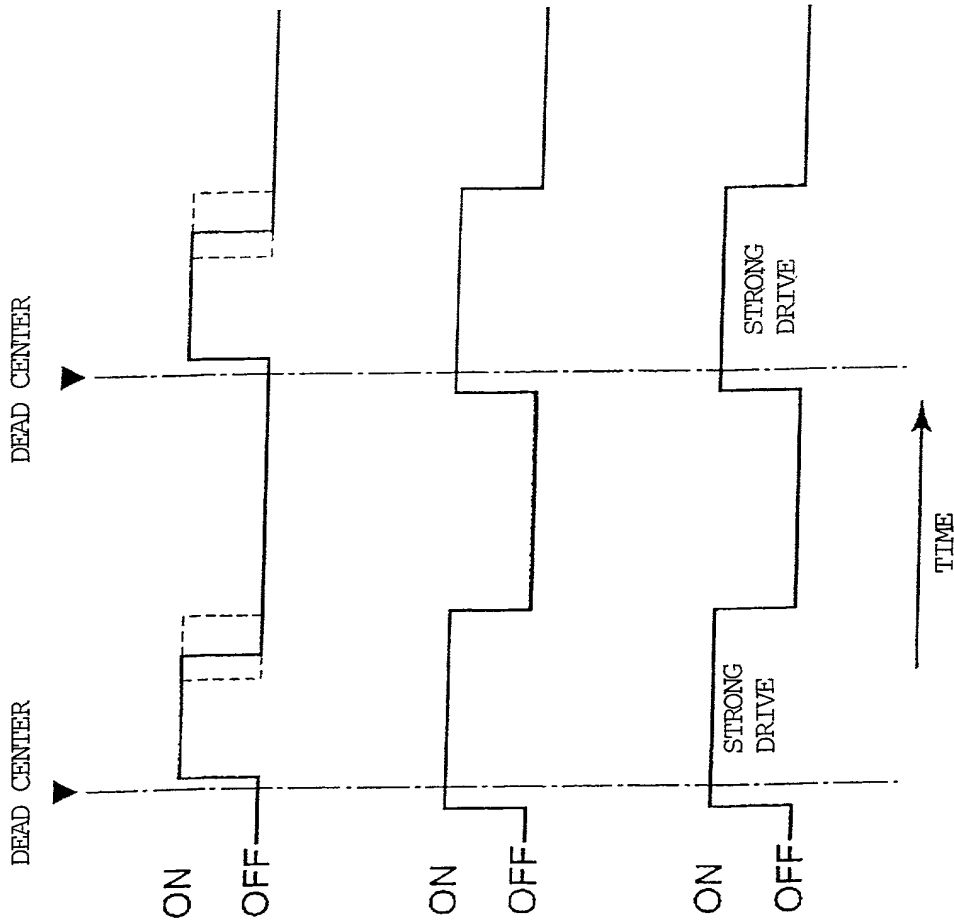 DEAD CENTER
DEAD CENTER
ON
OFF
ON
OFF
ON
OFF
STRONG
DRIVE
STRONG
DRIVE
TIME